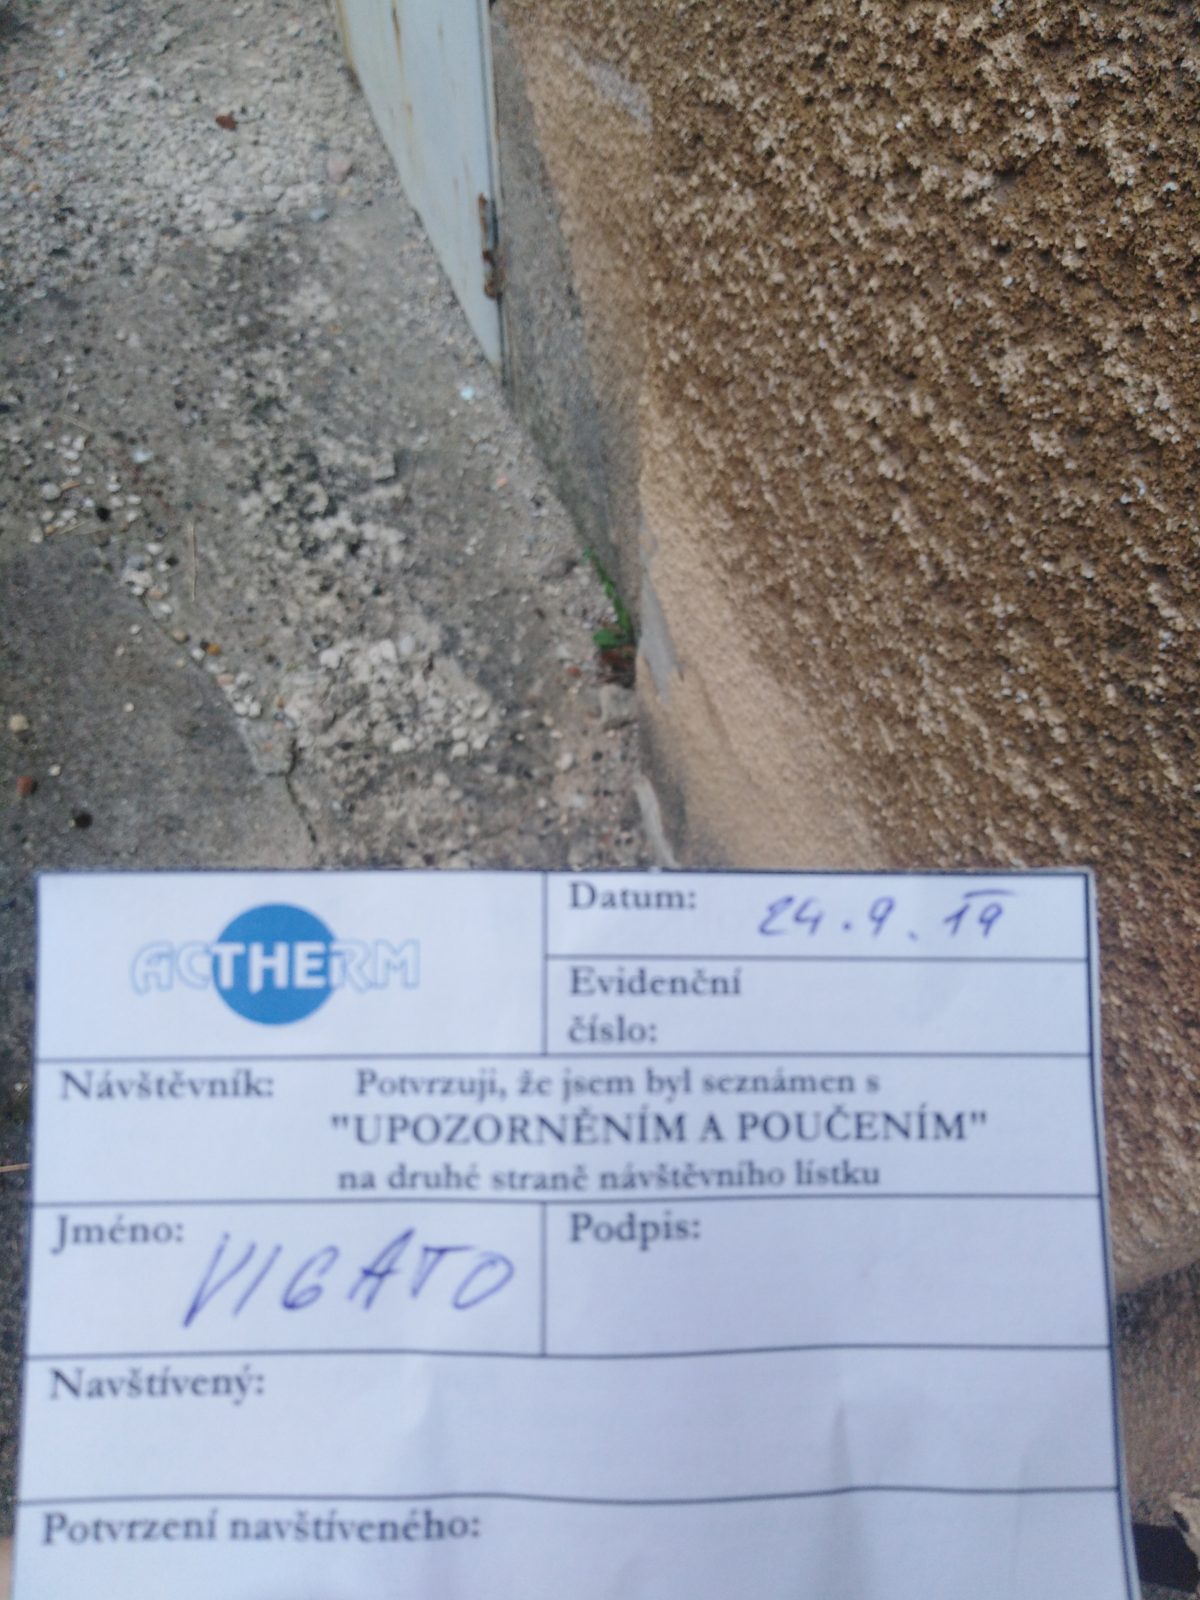 ACTHERM
Datum: 24.9.19
Evidenční
číslo:
Návštěvník: Potvrzuji, že jsem byl seznámen s
"UPOZORNĚNÍM A POUČENÍM"
na druhé straně návštěvního lístku
Jméno: VIGATO
Podpis:
Navštívený:
Potvrzení navštíveného: